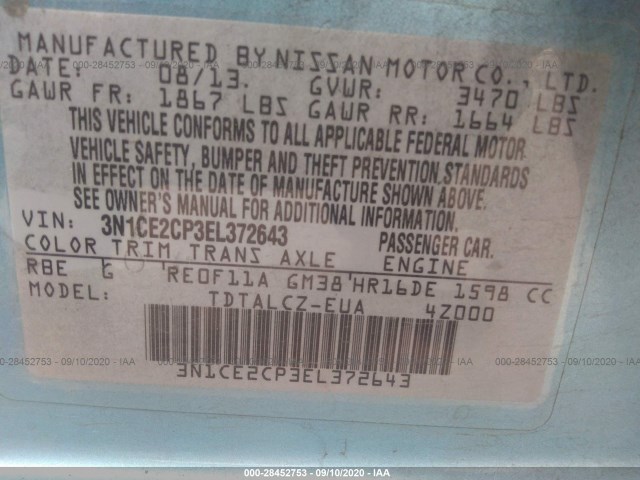 MANUFACTURED BY NISSAN MOTOR CO., LTD.
DATE: 08/13. GVWR: 3470 LBS
GAWR FR: 1867 LBS GAWR RR: 1664 LBS
THIS VEHICLE CONFORMS TO ALL APPLICABLE FEDERAL MOTOR
VEHICLE SAFETY, BUMPER AND THEFT PREVENTION STANDARDS
IN EFFECT ON THE DATE OF MANUFACTURE SHOWN ABOVE.
SEE OWNER'S MANUAL FOR ADDITIONAL INFORMATION.
VIN: 3N1CE2CP3EL372643 PASSENGER CAR.
COLOR TRIM TRANS AXLE ENGINE
RBE G RE0F11A GM38 HR16DE 1598 CC
MODEL: TDTALCZ-EUA 4Z000
3N1CE2CP3EL372643
000-28452753 - 09/10/2020 - IAA